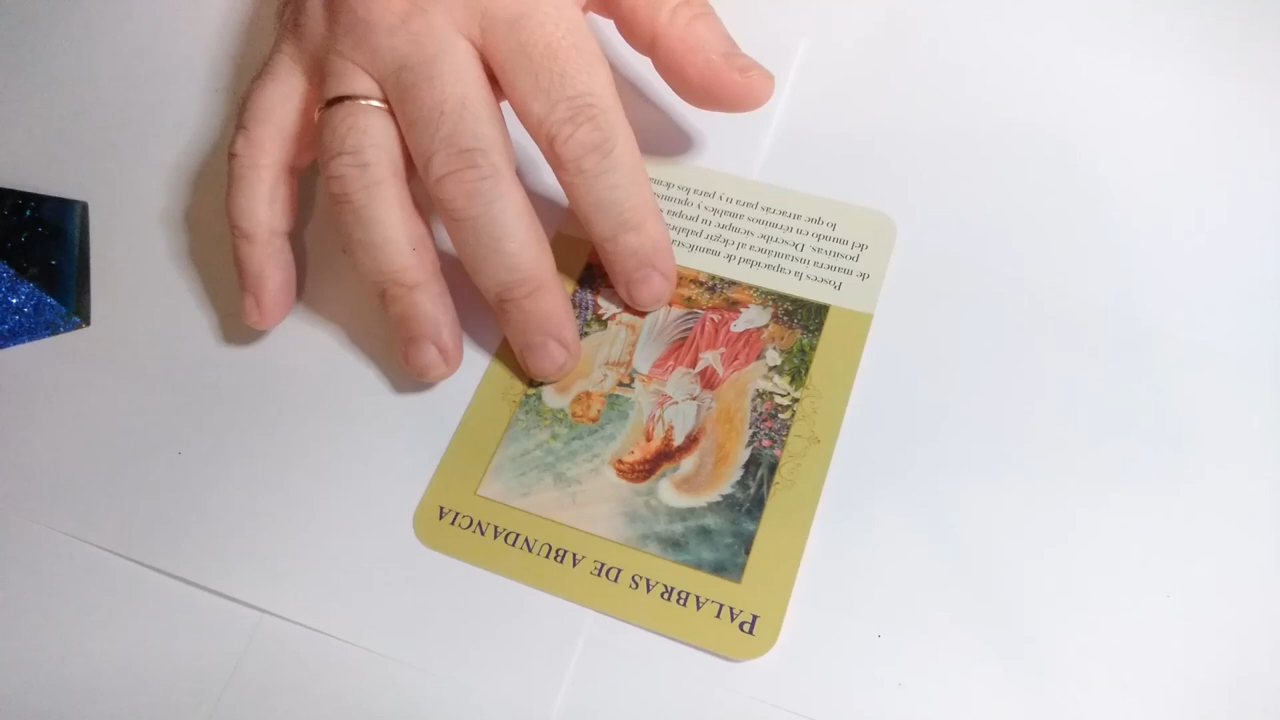 PALABRAS DE ABUNDANCIA
Posees la capacidad de
de manera instantánea al elegir
positivas. Describe siempre tu propia
del mundo en términos amables y
lo que atraerás para ti y para los